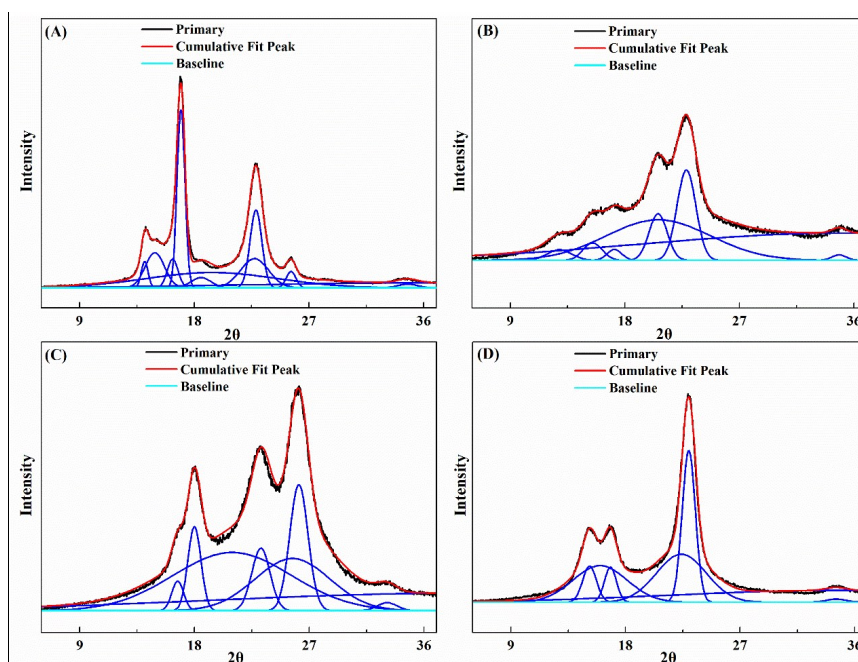 (A)
Primary
Cumulative Fit Peak
Baseline
Intensity
9 18 27 36
2θ
(B)
Primary
Cumulative Fit Peak
Baseline
Intensity
9 18 27 36
2θ
(C)
Primary
Cumulative Fit Peak
Baseline
Intensity
9 18 27 36
2θ
(D)
Primary
Cumulative Fit Peak
Baseline
Intensity
9 18 27 36
2θ